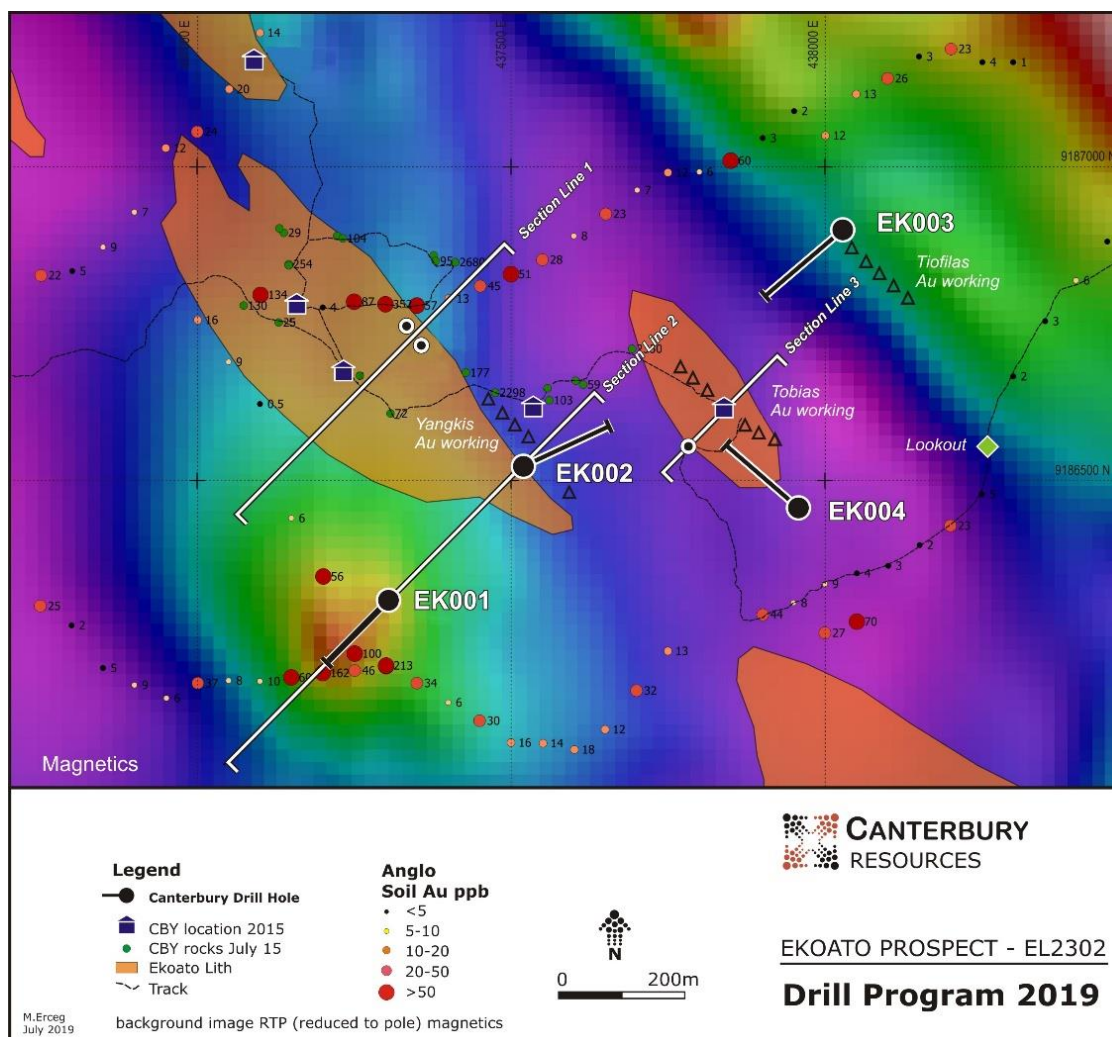 437500 E
438000 E
14
23
3
4
1
20
26
13
2
24
3
12
12
60
9187000 N
12
6
7
7
23
EK003
Section Line 1
29
104
8
9
254
95
2680
28
Tiofilas
Au working
22
5
51
45
6
134
87
352
57
13
130
4
3
16
25
Section Line 3
Section Line 2
9
177
59
2
0.5
2298
103
Tobias
Au working
72
Yangkis
Au working
Lookout
9186500 N
EK002
5
6
EK004
23
2
56
3
4
EK001
9
25
8
44
2
70
27
100
13
5
213
162
46
60
37
8
10
34
9
32
6
6
30
12
16
14
18
Magnetics
Legend
Canterbury Drill Hole
CBY location 2015
CBY rocks July 15
Ekoato Lith
Track
Anglo
Soil Au ppb
<5
5-10
10-20
20-50
>50
N
0 200m
CANTERBURY
RESOURCES
EKOATO PROSPECT - EL2302
Drill Program 2019
M.Erceg
July 2019
background image RTP (reduced to pole) magnetics